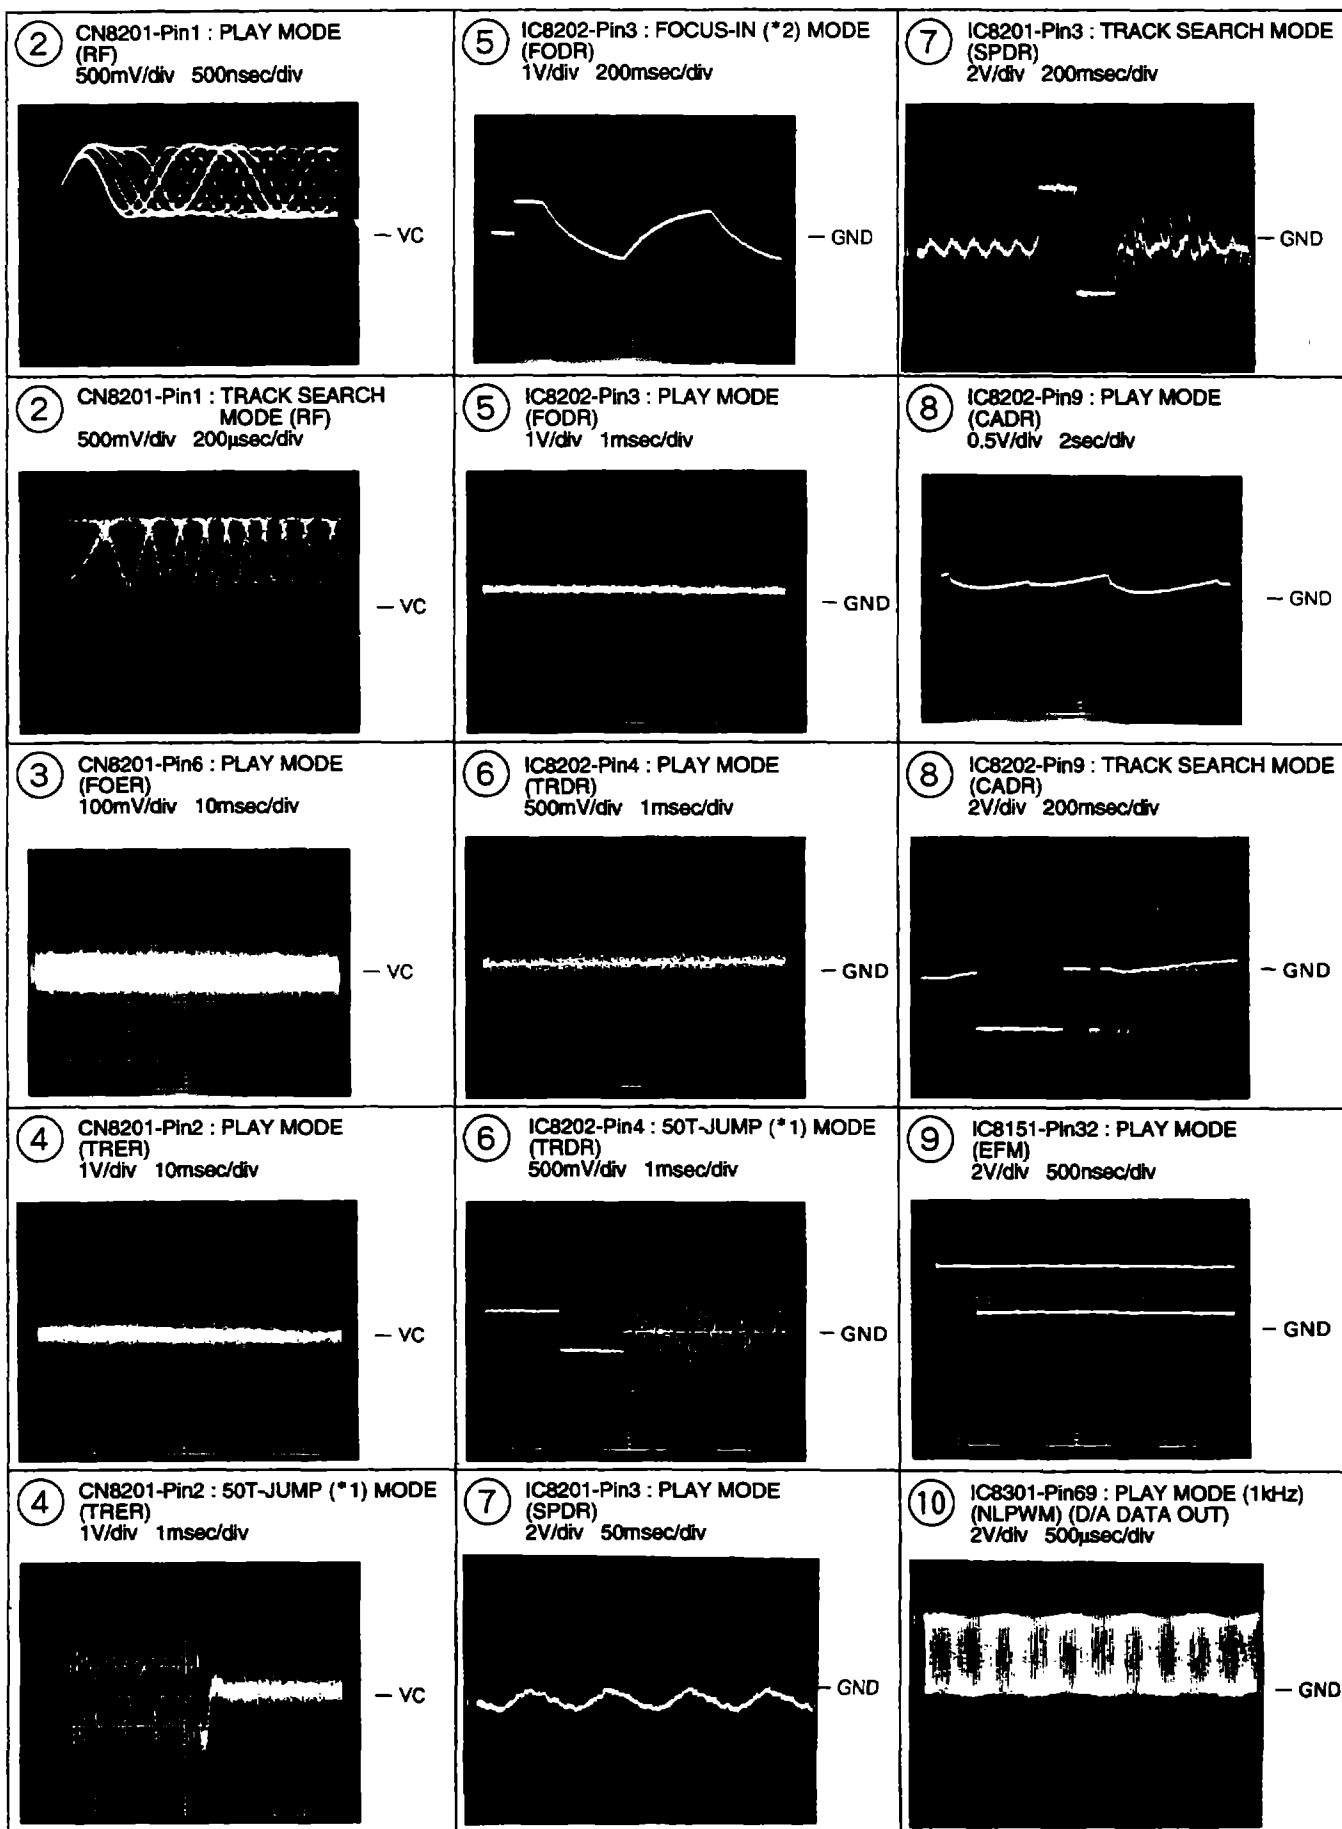 2 CN8201-Pin1 : PLAY MODE
(RF)
500mV/div 500nsec/div
– VC
5 IC8202-Pin3 : FOCUS-IN (*2) MODE
(FODR)
1V/div 200msec/div
– GND
7 IC8201-Pin3 : TRACK SEARCH MODE
(SPDR)
2V/div 200msec/div
– GND
2 CN8201-Pin1 : TRACK SEARCH
MODE (RF)
500mV/div 200µsec/div
– VC
5 IC8202-Pin3 : PLAY MODE
(FODR)
1V/div 1msec/div
– GND
8 IC8202-Pin9 : PLAY MODE
(CADR)
0.5V/div 2sec/div
– GND
3 CN8201-Pin6 : PLAY MODE
(FOER)
100mV/div 10msec/div
– VC
6 IC8202-Pin4 : PLAY MODE
(TRDR)
500mV/div 1msec/div
– GND
8 IC8202-Pin9 : TRACK SEARCH MODE
(CADR)
2V/div 200msec/div
– GND
4 CN8201-Pin2 : PLAY MODE
(TRER)
1V/div 10msec/div
– VC
6 IC8202-Pin4 : 50T-JUMP (*1) MODE
(TRDR)
500mV/div 1msec/div
– GND
9 IC8151-Pin32 : PLAY MODE
(EFM)
2V/div 500nsec/div
– GND
4 CN8201-Pin2 : 50T-JUMP (*1) MODE
(TRER)
1V/div 1msec/div
– VC
7 IC8201-Pin3 : PLAY MODE
(SPDR)
2V/div 50msec/div
– GND
10 IC8301-Pin69 : PLAY MODE (1kHz)
(NLPWM) (D/A DATA OUT)
2V/div 500µsec/div
– GND